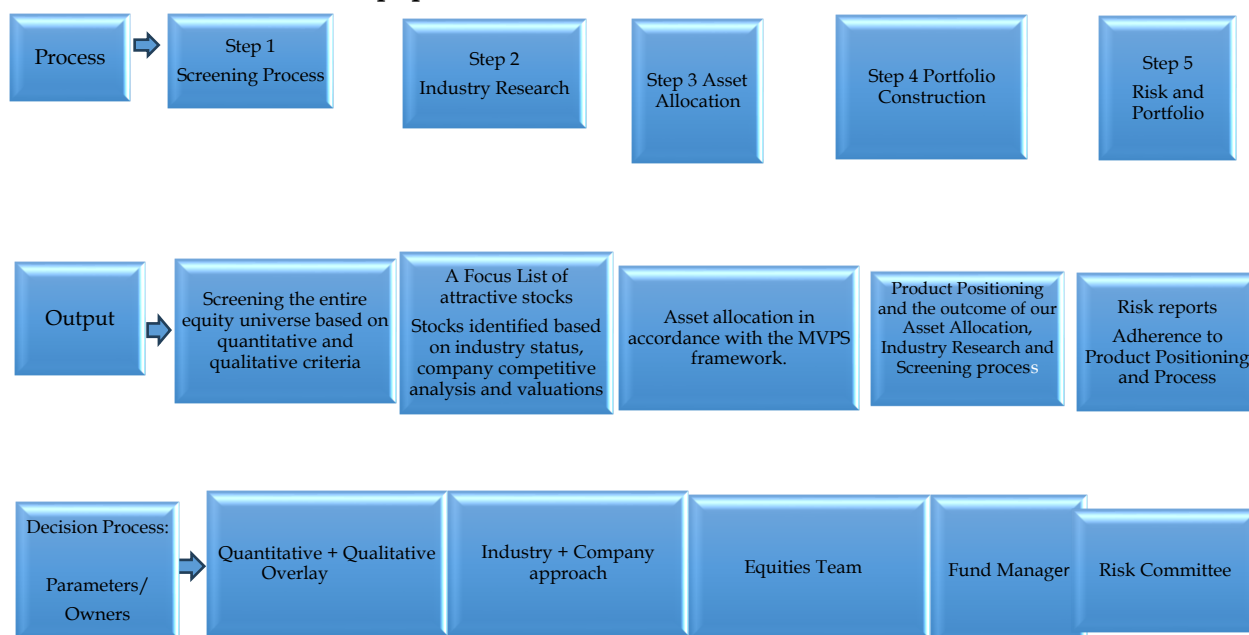 Process
Step 1
Screening Process
Step 2
Industry Research
Step 3 Asset
Allocation
Step 4 Portfolio
Construction
Step 5
Risk and
Portfolio
Output
Screening the entire
equity universe based on
quantitative and
qualitative criteria
A Focus List of
attractive stocks
Stocks identified based
on industry status,
company competitive
analysis and valuations
Asset allocation in
accordance with the MVPS
framework.
Product Positioning
and the outcome of our
Asset Allocation,
Industry Research and
Screening process
Risk reports
Adherence to
Product Positioning
and Process
Decision Process:
Parameters/
Owners
Quantitative + Qualitative
Overlay
Industry + Company
approach
Equities Team
Fund Manager
Risk Committee